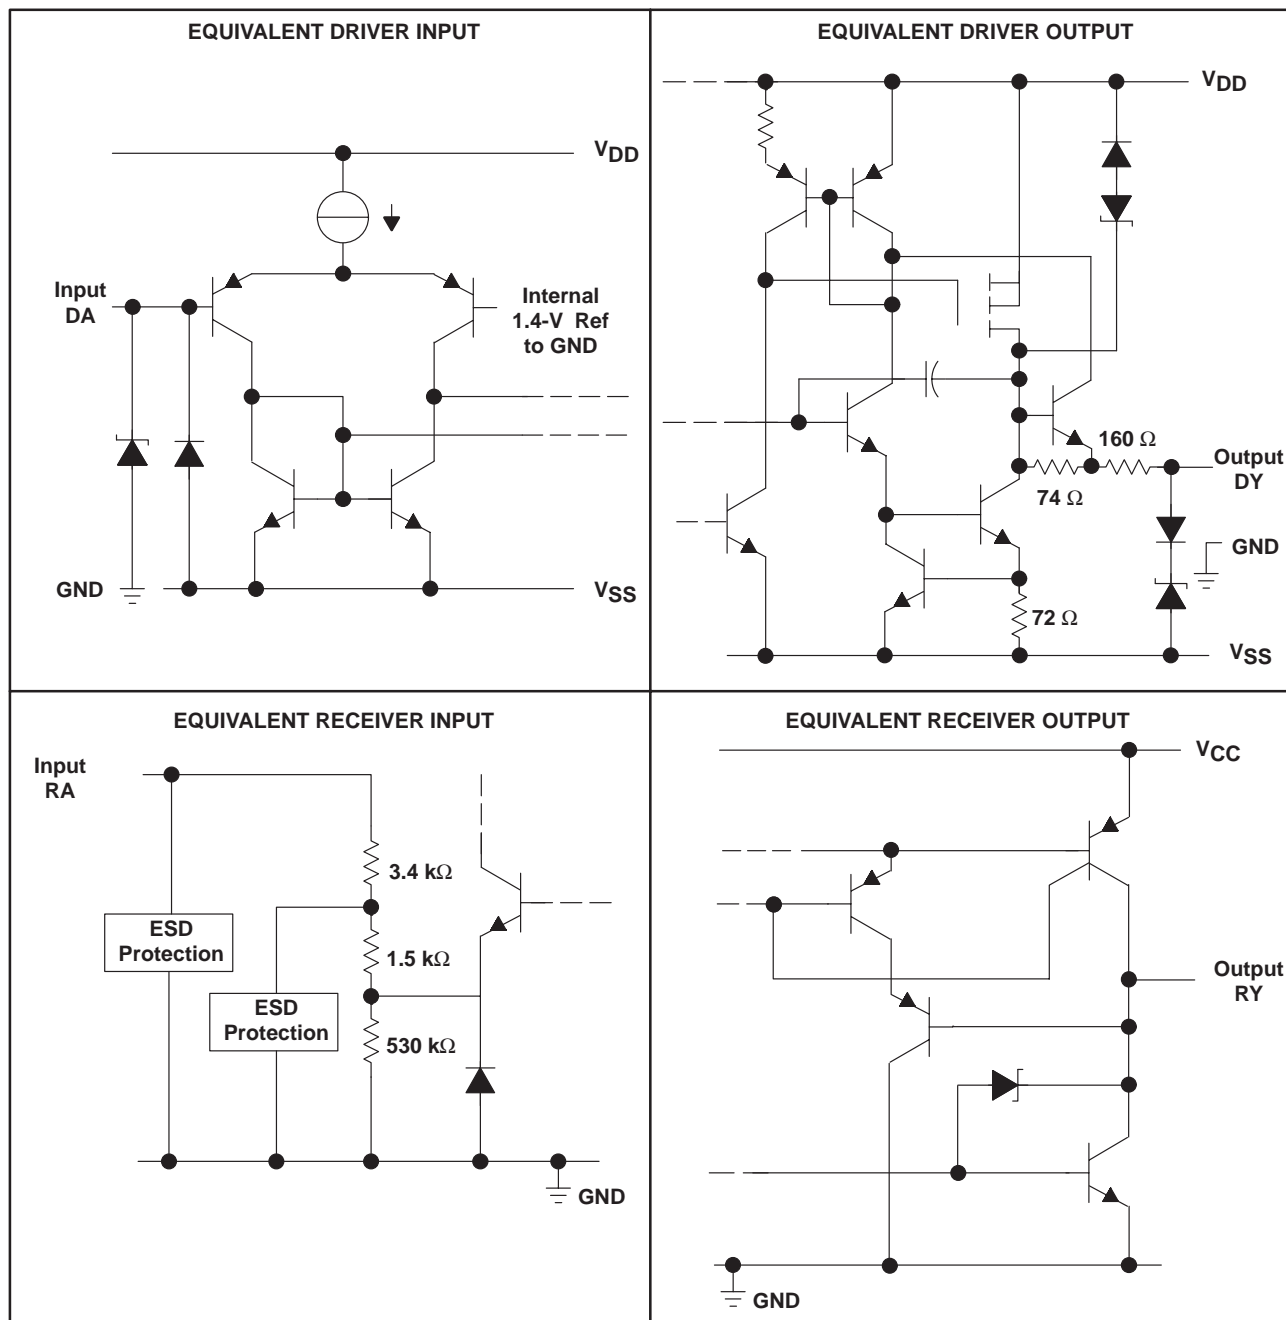 EQUIVALENT DRIVER INPUT
VDD
Input
DA
Internal
1.4-V Ref
to GND
GND
VSS
EQUIVALENT DRIVER OUTPUT
VDD
160 Ω
Output
DY
74 Ω
GND
72 Ω
VSS
EQUIVALENT RECEIVER INPUT
Input
RA
3.4 kΩ
ESD
Protection
1.5 kΩ
ESD
Protection
530 kΩ
GND
EQUIVALENT RECEIVER OUTPUT
VCC
Output
RY
GND